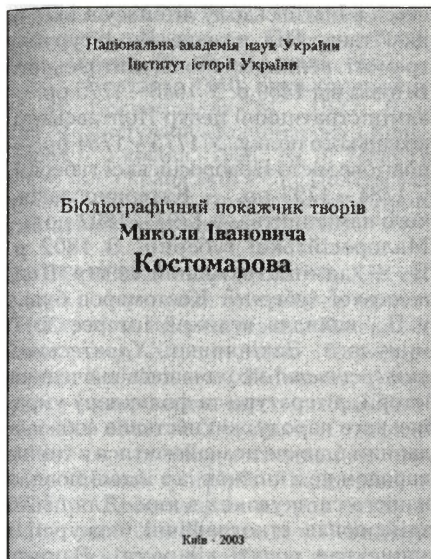 Національна академія наук України
Інститут історії України
Бібліографічний покажчик творів
Миколи Івановича
Костомарова
Київ - 2003